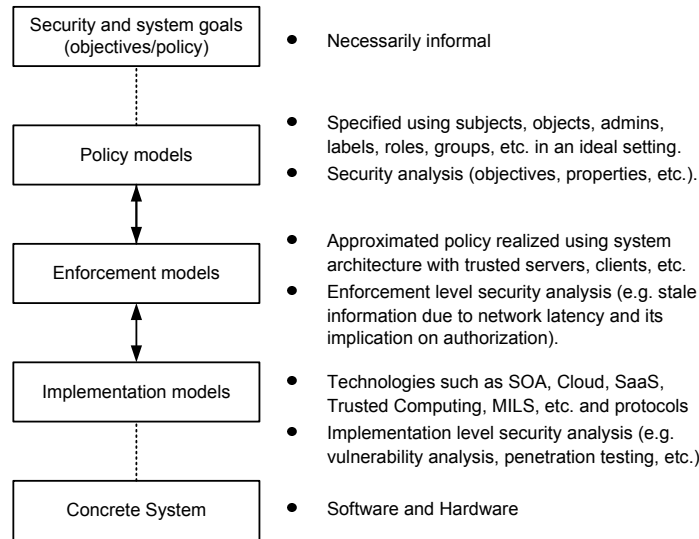 Security and system goals
(objectives/policy)
● Necessarily informal
Policy models
● Specified using subjects, objects, admins,
labels, roles, groups, etc. in an ideal setting.
● Security analysis (objectives, properties, etc.).
Enforcement models
● Approximated policy realized using system
architecture with trusted servers, clients, etc.
● Enforcement level security analysis (e.g. stale
information due to network latency and its
implication on authorization).
Implementation models
● Technologies such as SOA, Cloud, SaaS,
Trusted Computing, MILS, etc. and protocols
● Implementation level security analysis (e.g.
vulnerability analysis, penetration testing, etc.)
Concrete System
● Software and Hardware